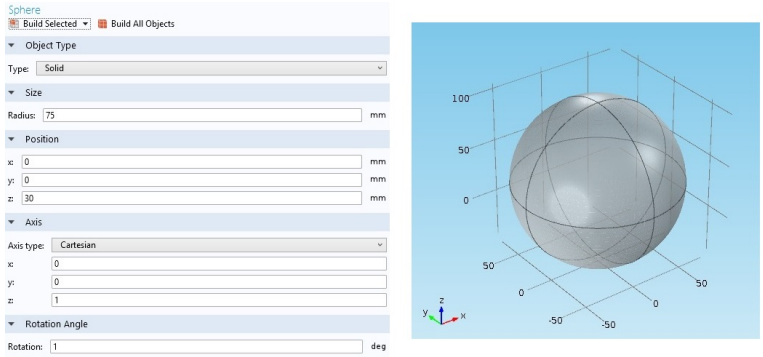 Sphere
Build Selected Build All Objects
Object Type
Type: Solid
Size
Radius: 75 mm
Position
x: 0 mm
y: 0 mm
z: 30 mm
Axis
Axis type: Cartesian
x: 0
y: 0
z: 1
Rotation Angle
Rotation: 1 deg
100
50
0
50
0
-50
-50
0
50
z
y
x